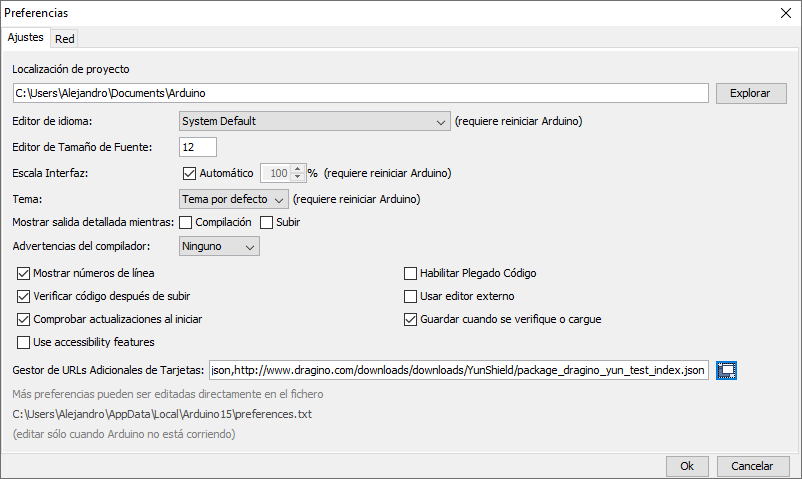 Preferencias
Ajustes Red
Localización de proyecto
C:\Users\Alejandro\Documents\Arduino Explorar
Editor de idioma: System Default (requiere reiniciar Arduino)
Editor de Tamaño de Fuente: 12
Escala Interfaz: Automático 100 % (requiere reiniciar Arduino)
Tema: Tema por defecto (requiere reiniciar Arduino)
Mostrar salida detallada mientras: Compilación Subir
Advertencias del compilador: Ninguno
Mostrar números de línea Habilitar Plegado Código
Verificar código después de subir Usar editor externo
Comprobar actualizaciones al iniciar Guardar cuando se verifique o cargue
Use accessibility features
Gestor de URLs Adicionales de Tarjetas: json,http://www.dragino.com/downloads/downloads/YunShield/package_dragino_yun_test_index.json
Más preferencias pueden ser editadas directamente en el fichero
C:\Users\Alejandro\AppData\Local\Arduino15\preferences.txt
(editar sólo cuando Arduino no está corriendo)
Ok Cancelar